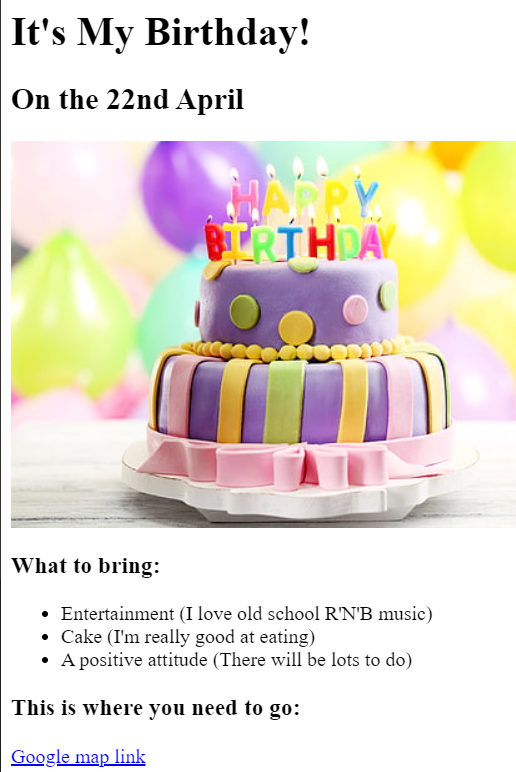 It's My Birthday!
On the 22nd April
HAPPY
BIRTHDAY
What to bring:
Entertainment (I love old school R'N'B music)
Cake (I'm really good at eating)
A positive attitude (There will be lots to do)
This is where you need to go:
Google map link